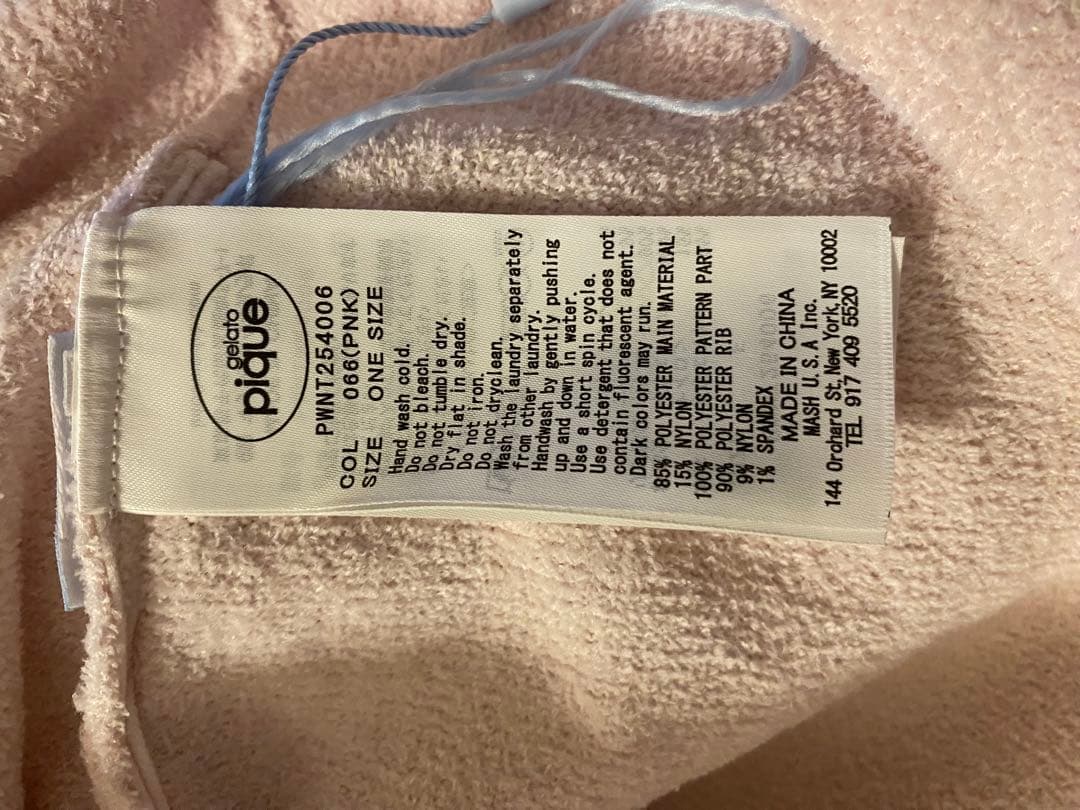 gelato
pique
PWNT254006
COL 066(PNK)
SIZE ONE SIZE
Hand wash cold.
Do not bleach.
Do not tumble dry.
Dry flat in shade.
Do not iron.
Do not dryclean.
Wash the laundry separately
from other laundry.
Handwash by gently pushing
up and down in water.
Use a short spin cycle.
Use detergent that does not
contain fluorescent agent.
Dark colors may run.
85% POLYESTER MAIN MATERIAL
15% NYLON
100% POLYESTER PATTERN PART
90% POLYESTER RIB
9% NYLON
1% SPANDEX
MADE IN CHINA
MASH U.S.A Inc.
144 Orohard St, New York, NY 10002
TEL 917 409 5520